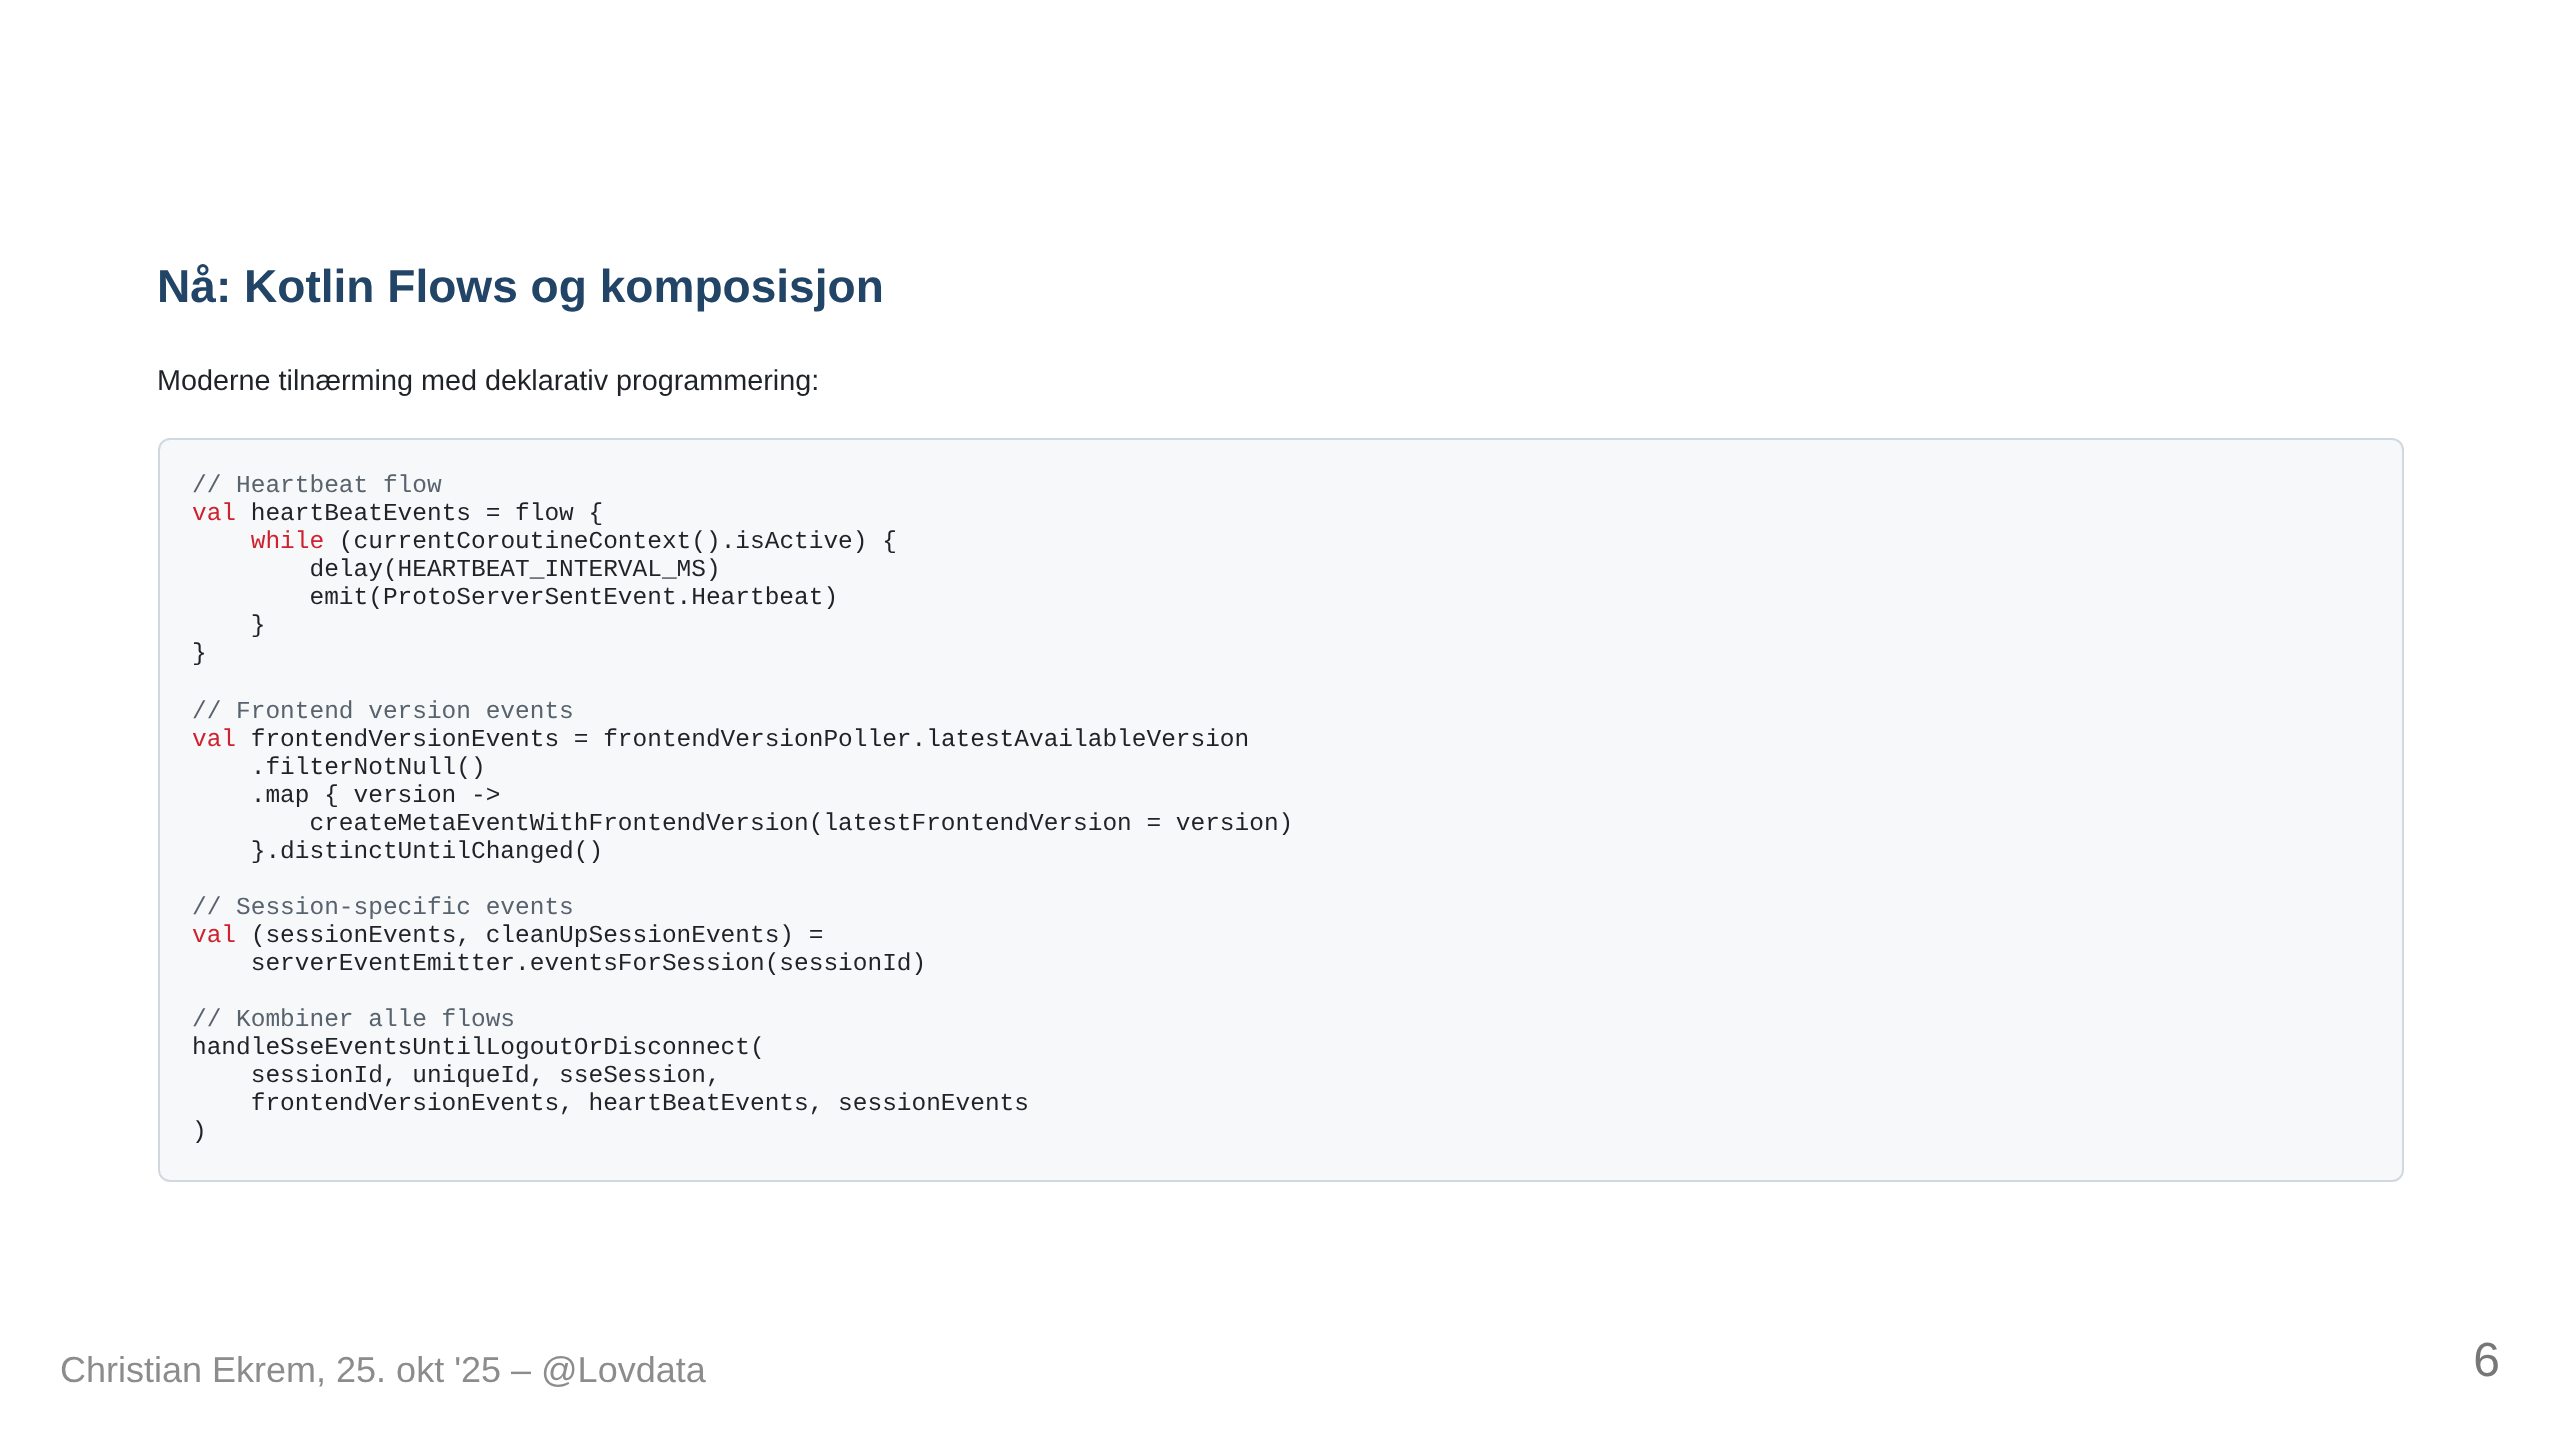 Nå: Kotlin Flows og komposisjon
Moderne tilnærming med deklarativ programmering:
// Heartbeat flow
val heartBeatEvents = flow {
    while (currentCoroutineContext().isActive) {
        delay(HEARTBEAT_INTERVAL_MS)
        emit(ProtoServerSentEvent.Heartbeat)
    }
}

// Frontend version events
val frontendVersionEvents = frontendVersionPoller.latestAvailableVersion
    .filterNotNull()
    .map { version ->
        createMetaEventWithFrontendVersion(latestFrontendVersion = version)
    }.distinctUntilChanged()

// Session-specific events
val (sessionEvents, cleanUpSessionEvents) =
    serverEventEmitter.eventsForSession(sessionId)

// Kombiner alle flows
handleSseEventsUntilLogoutOrDisconnect(
    sessionId, uniqueId, sseSession,
    frontendVersionEvents, heartBeatEvents, sessionEvents
)
Christian Ekrem, 25. okt '25 – @Lovdata
6